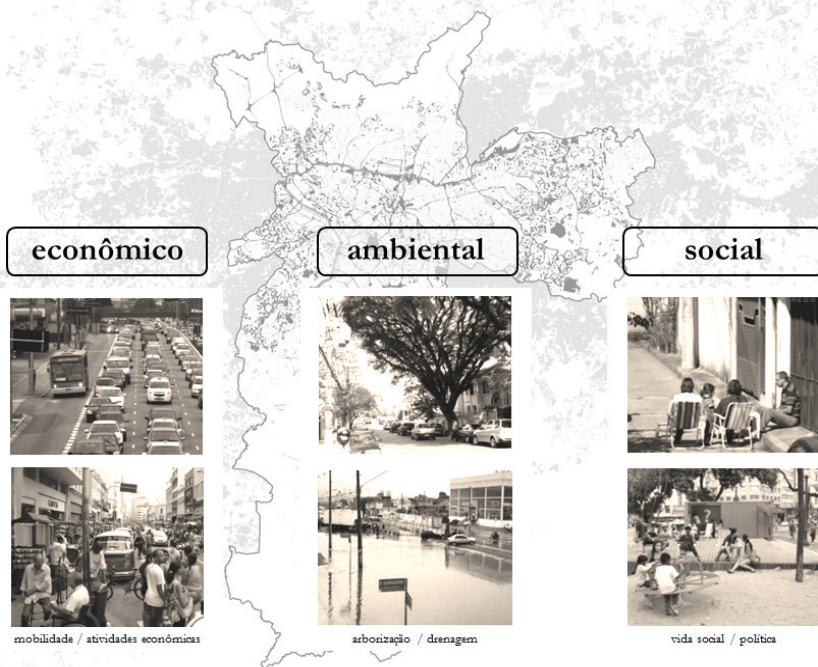 econômico
ambiental
social
mobilidade / atividades econômicas
arborização / drenagem
vida social / política